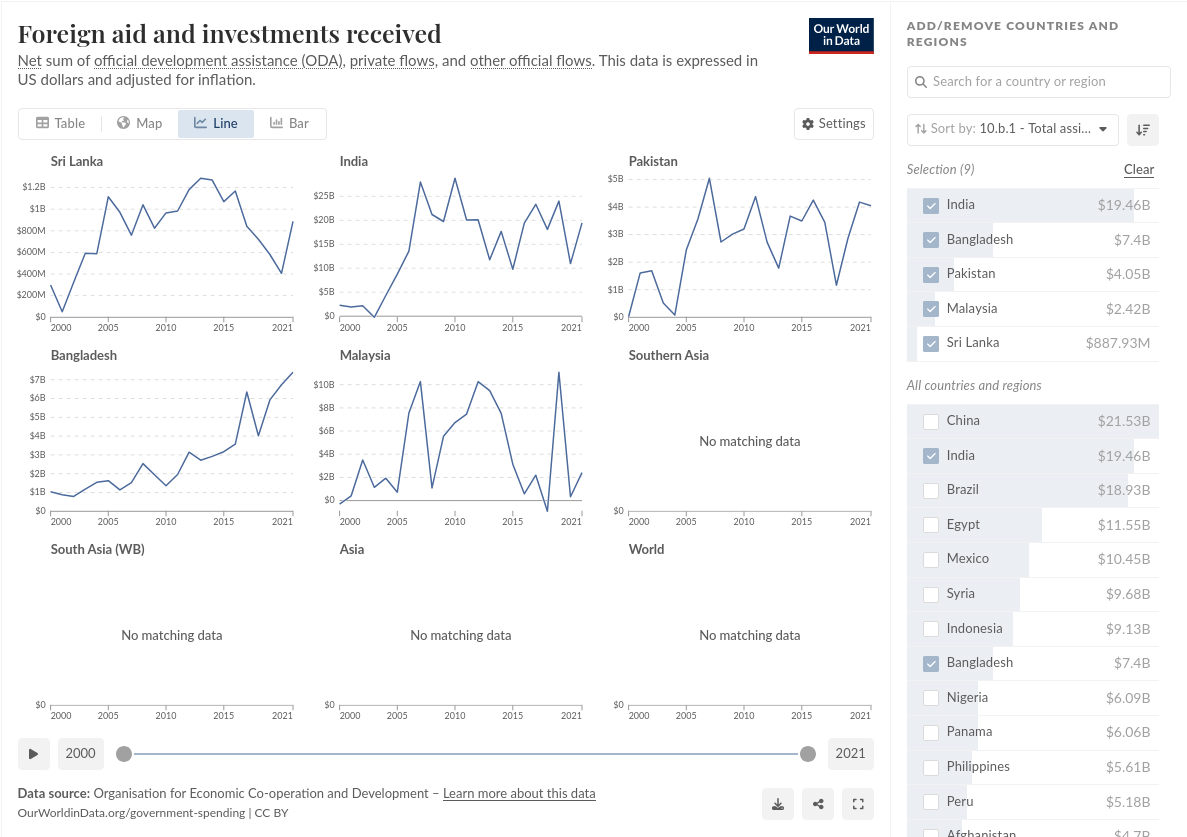 Foreign aid and investments received
Net sum of official development assistance (ODA), private flows, and other official flows. This data is expressed in
US dollars and adjusted for inflation.
Our World
in Data
Table
Map
Line
Bar
Settings
Sri Lanka
$1.2B
$1B
$800M
$600M
$400M
$200M
$0
2000
2005
2010
2015
2021
India
$25B
$20B
$15B
$10B
$5B
$0
2000
2005
2010
2015
2021
Pakistan
$5B
$4B
$3B
$2B
$1B
$0
2000
2005
2010
2015
2021
Bangladesh
$7B
$6B
$5B
$4B
$3B
$2B
$1B
$0
2000
2005
2010
2015
2021
Malaysia
$10B
$8B
$6B
$4B
$2B
$0
2000
2005
2010
2015
2021
Southern Asia
No matching data
$0
2000
2005
2010
2015
2021
South Asia (WB)
No matching data
$0
2000
2005
2010
2015
2021
Asia
No matching data
$0
2000
2005
2010
2015
2021
World
No matching data
$0
2000
2005
2010
2015
2021
2000
2021
Data source: Organisation for Economic Co-operation and Development – Learn more about this data
OurWorldinData.org/government-spending | CC BY
ADD/REMOVE COUNTRIES AND
REGIONS
Search for a country or region
Sort by: 10.b.1 - Total assi...
Selection (9)
Clear
India $19.46B
Bangladesh $7.4B
Pakistan $4.05B
Malaysia $2.42B
Sri Lanka $887.93M
All countries and regions
China $21.53B
India $19.46B
Brazil $18.93B
Egypt $11.55B
Mexico $10.45B
Syria $9.68B
Indonesia $9.13B
Bangladesh $7.4B
Nigeria $6.09B
Panama $6.06B
Philippines $5.61B
Peru $5.18B
Afghanistan $4.7B